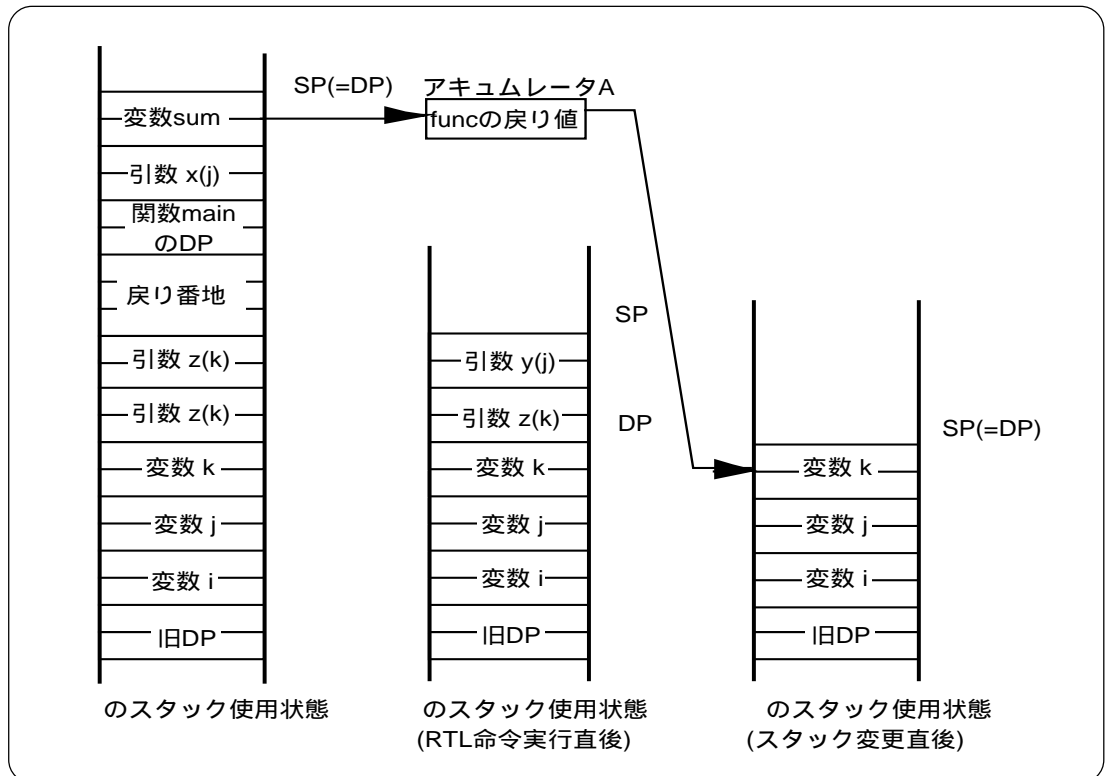 SP(=DP)
アキュムレータA
funcの戻り値
変数sum
引数 x(j)
関数main
のDP
戻り番地
引数 z(k)
引数 z(k)
変数 k
変数 j
変数 i
旧DP
のスタック使用状態
SP
引数 y(j)
引数 z(k)
DP
変数 k
変数 j
変数 i
旧DP
のスタック使用状態
(RTL命令実行直後)
SP(=DP)
変数 k
変数 j
変数 i
旧DP
のスタック使用状態
(スタック変更直後)